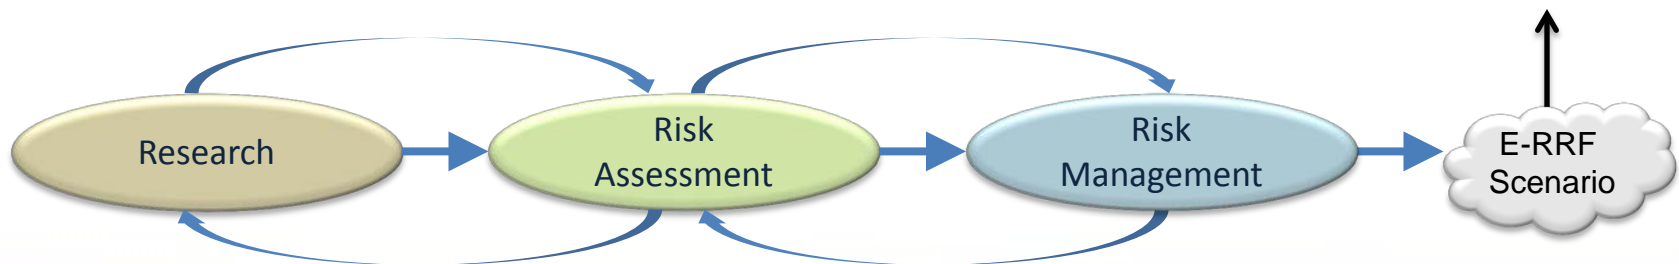 Research
Risk
Assessment
Risk
Management
E-RRF
Scenario